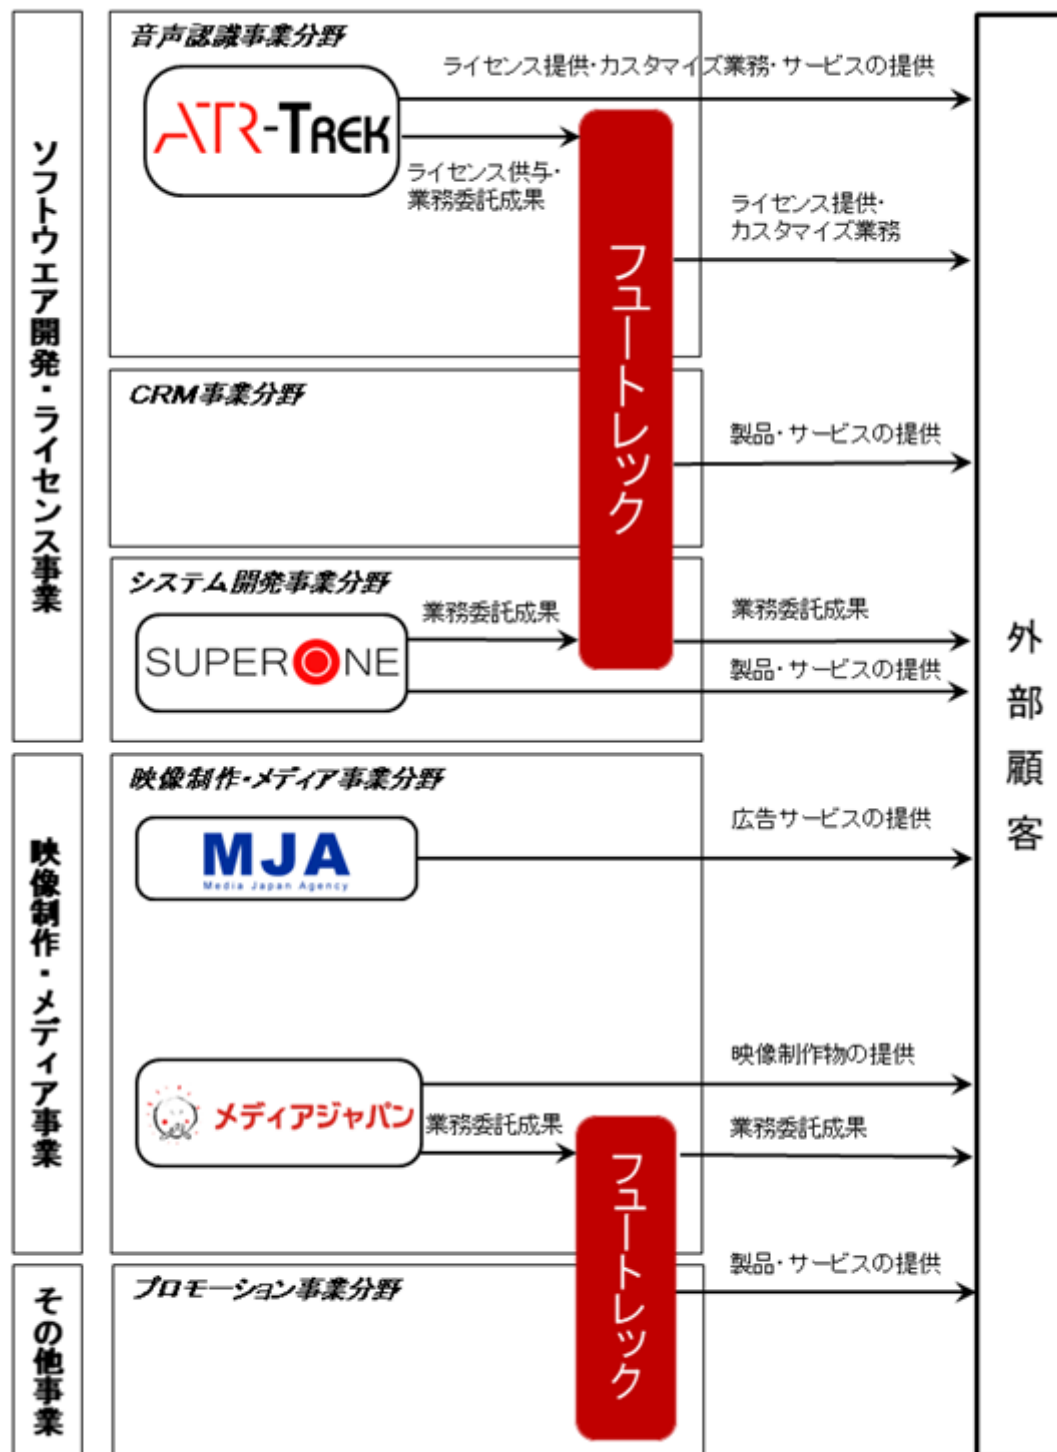 ソフトウエア開発・ライセンス事業
音声認識事業分野
ATR-TREK
ライセンス提供・カスタマイズ業務・サービスの提供
ライセンス供与・
業務委託成果
フュートレック
ライセンス提供・
カスタマイズ業務
CRM事業分野
製品・サービスの提供
システム開発事業分野
SUPERONE
業務委託成果
業務委託成果
製品・サービスの提供
外部顧客
映像制作・メディア事業
映像制作・メディア事業分野
MJA
Media Japan Agency
広告サービスの提供
メディアジャパン
映像制作物の提供
業務委託成果
フュートレック
業務委託成果
その他事業
プロモーション事業分野
製品・サービスの提供